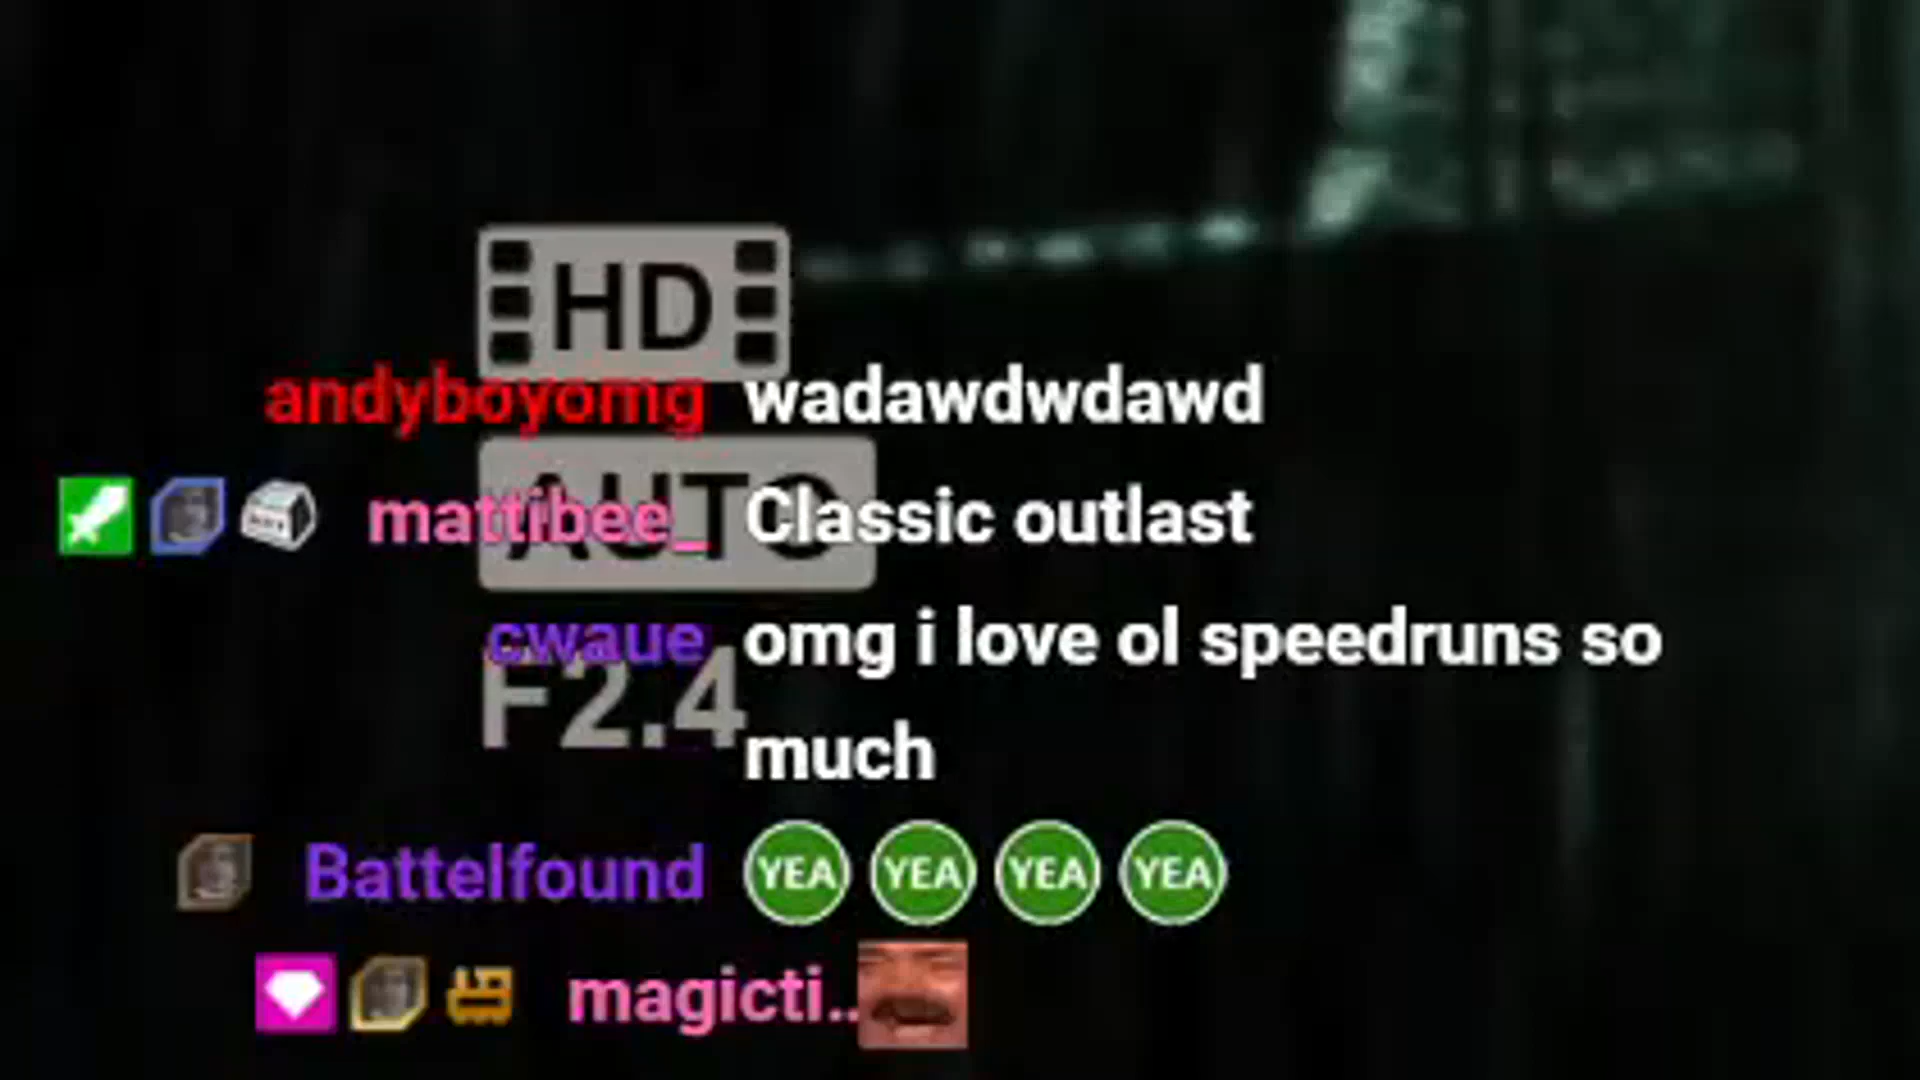 HD
andyboyomg wadawdwdawd
AUTO
mattibee_ Classic outlast
cwaue omg i love ol speedruns so
F2.4
much
Battelfound YEA YEA YEA YEA
magicti..